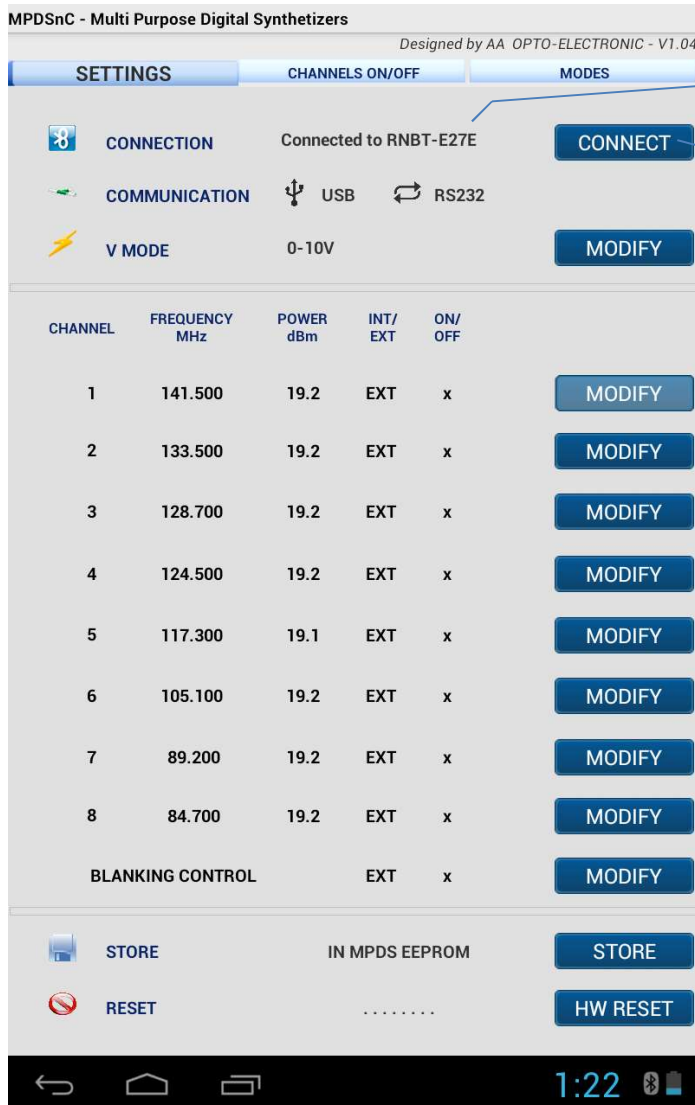 MPDSnC - Multi Purpose Digital Synthetizers
Designed by AA OPTO-ELECTRONIC - V1.04
SETTINGS CHANNELS ON/OFF MODES
CONNECTION Connected to RNBT-E27E CONNECT
COMMUNICATION USB RS232
V MODE 0-10V MODIFY
CHANNEL FREQUENCY MHz POWER dBm INT/ EXT ON/ OFF
1 141.500 19.2 EXT x MODIFY
2 133.500 19.2 EXT x MODIFY
3 128.700 19.2 EXT x MODIFY
4 124.500 19.2 EXT x MODIFY
5 117.300 19.1 EXT x MODIFY
6 105.100 19.2 EXT x MODIFY
7 89.200 19.2 EXT x MODIFY
8 84.700 19.2 EXT x MODIFY
BLANKING CONTROL EXT x MODIFY
STORE IN MPDS EEPROM STORE
RESET . . . . . . . . HW RESET
1:22